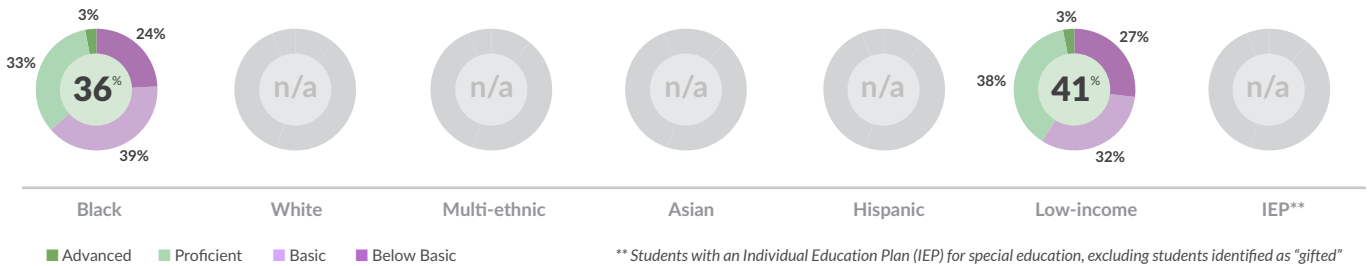 3%
24%
33%
36%
39%
n/a
n/a
n/a
n/a
3%
27%
38%
41%
32%
n/a
Black White Multi-ethnic Asian Hispanic Low-income IEP**
Advanced Proficient Basic Below Basic ** Students with an Individual Education Plan (IEP) for special education, excluding students identified as “gifted”